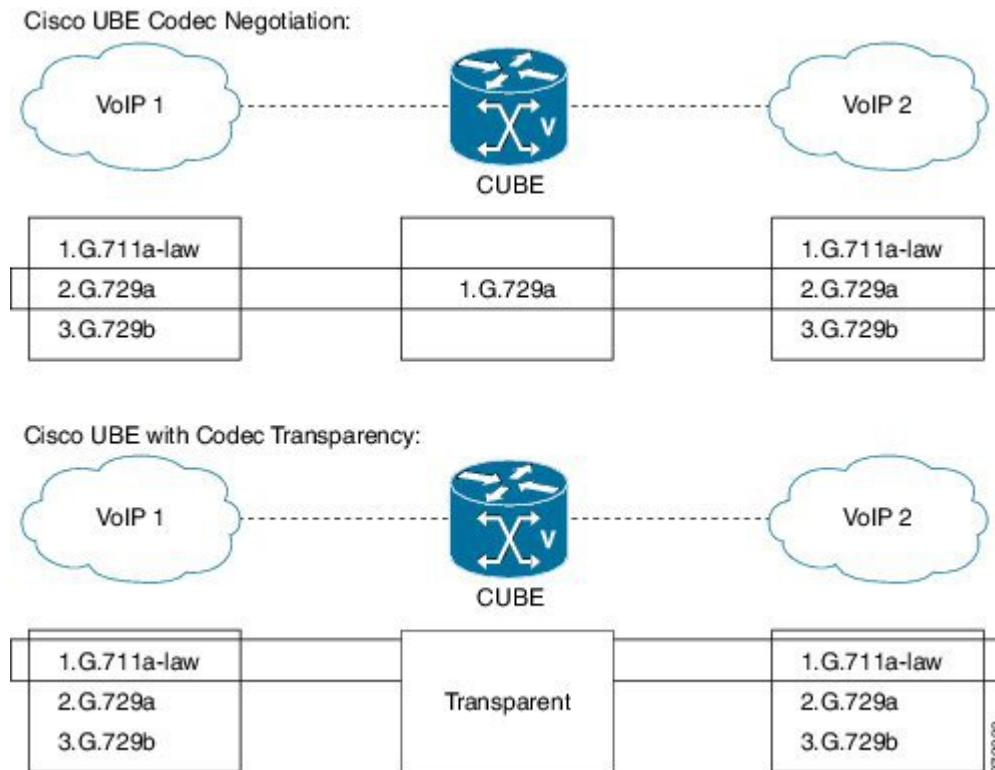 Cisco UBE Codec Negotiation:
VoIP 1
V
VoIP 2
CUBE
1.G.711a-law
2.G.729a
3.G.729b
1.G.729a
1.G.711a-law
2.G.729a
3.G.729b
Cisco UBE with Codec Transparency:
VoIP 1
V
VoIP 2
CUBE
1.G.711a-law
2.G.729a
3.G.729b
Transparent
1.G.711a-law
2.G.729a
3.G.729b